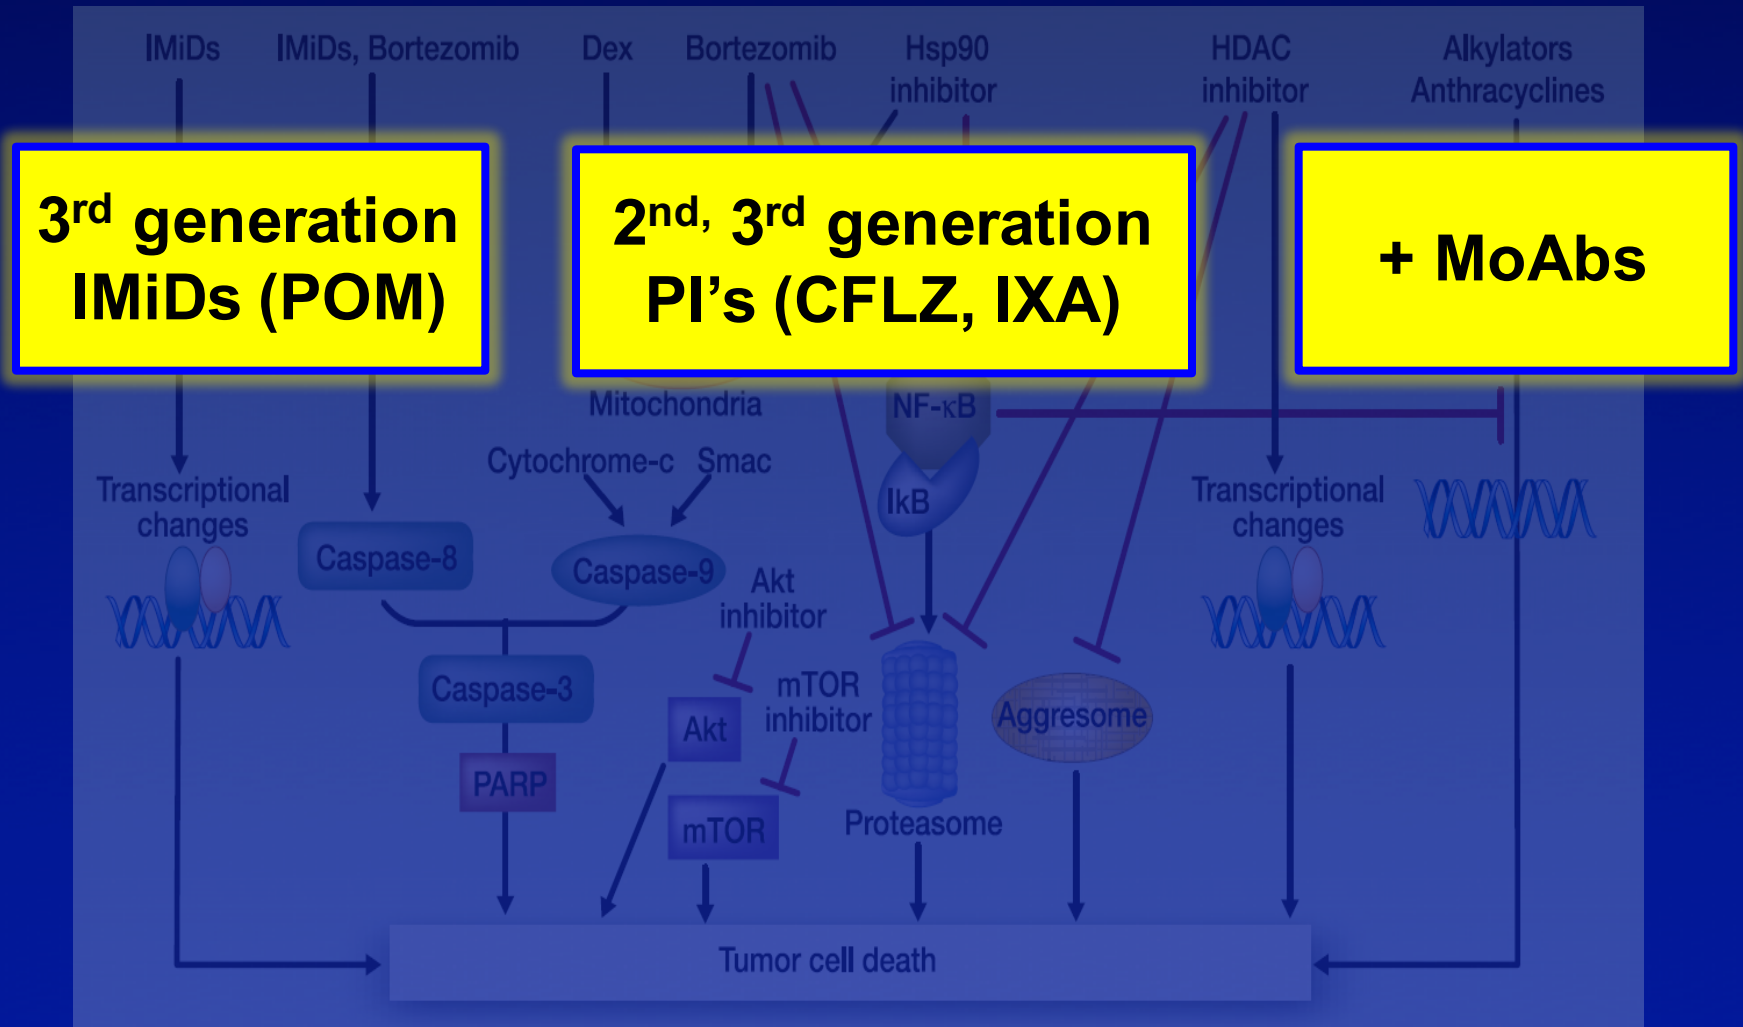 IMiDs
IMiDs, Bortezomib
Dex
Bortezomib
Hsp90
inhibitor
HDAC
inhibitor
Alkylators
Anthracyclines
3rd generation
IMiDs (POM)
2nd, 3rd generation
PI’s (CFLZ, IXA)
+ MoAbs
Mitochondria
NF-κB
Cytochrome-c
Smac
IkB
Transcriptional
changes
Transcriptional
changes
Caspase-8
Caspase-9
Akt
inhibitor
Caspase-3
mTOR
inhibitor
Akt
Aggresome
PARP
mTOR
Proteasome
Tumor cell death